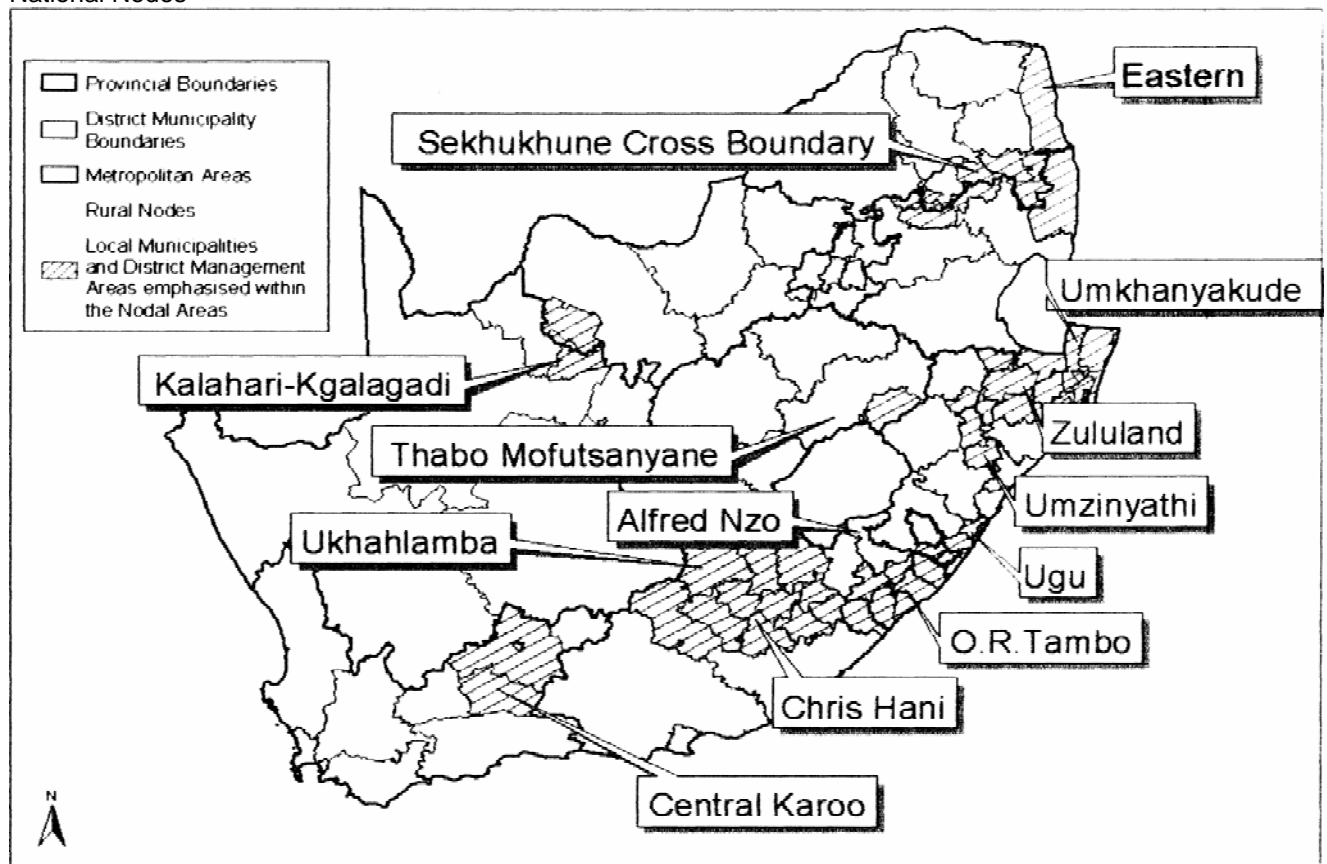 National Nodes
Provincial Boundaries
District Municipality
Boundaries
Metropolitan Areas
Rural Nodes
Local Municipalities
and District Management
Areas emphasised within
the Nodal Areas
Eastern
Sekhukhune Cross Boundary
Umkhanyakude
Kalahari-Kgalagadi
Zululand
Thabo Mofutsanyane
Umzinyathi
Alfred Nzo
Ukhahlamba
Ugu
O.R.Tambo
Chris Hani
Central Karoo
N